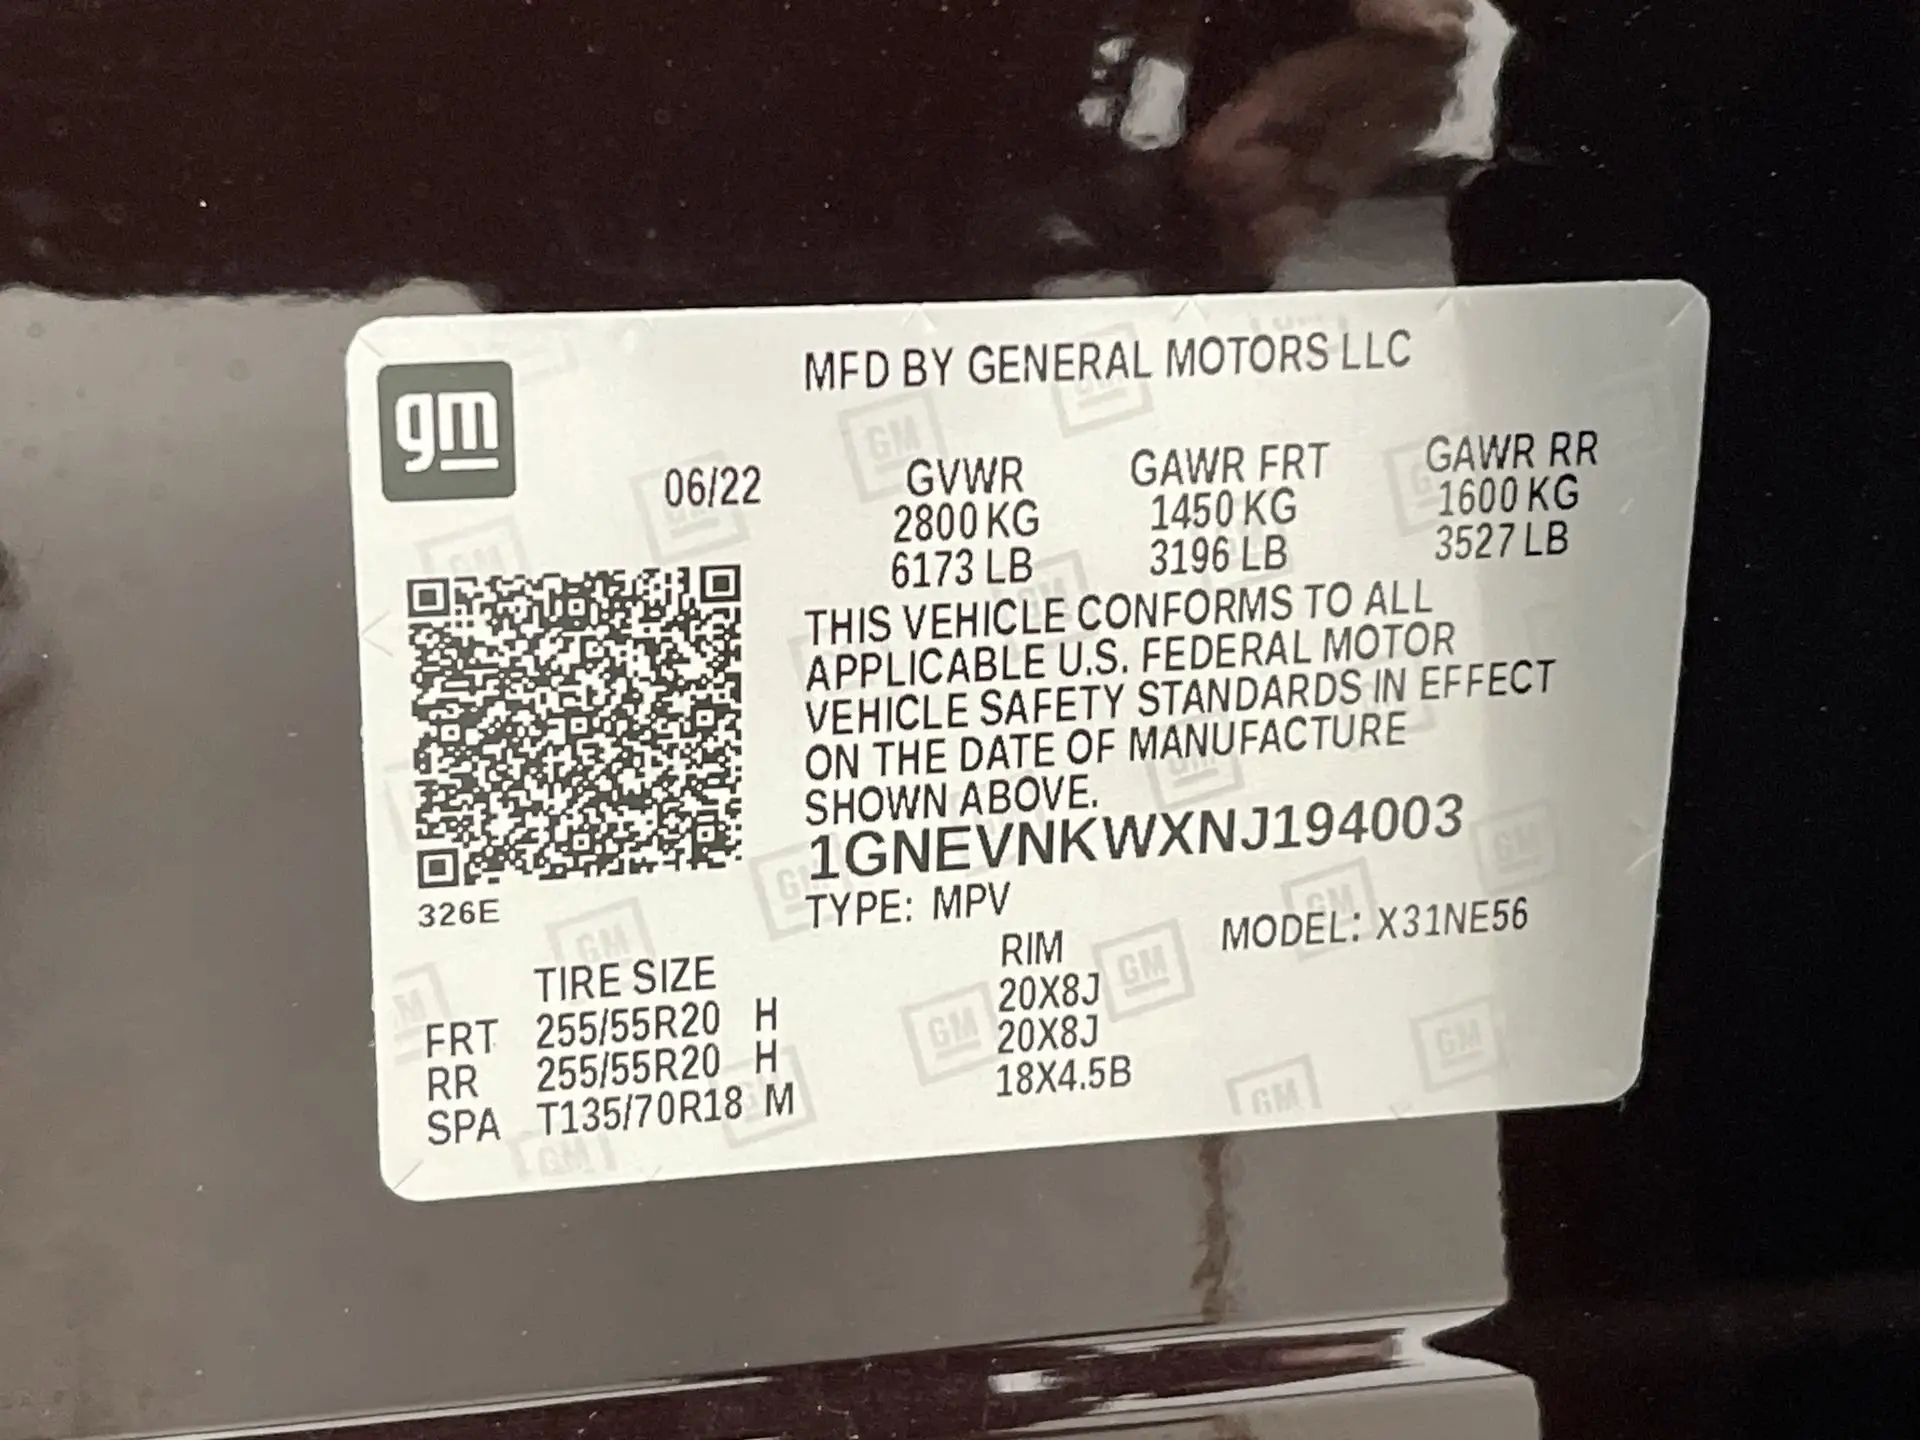 gm
MFD BY GENERAL MOTORS LLC
06/22 GVWR GAWR FRT GAWR RR
2800 KG 1450 KG 1600 KG
6173 LB 3196 LB 3527 LB
THIS VEHICLE CONFORMS TO ALL
APPLICABLE U.S. FEDERAL MOTOR
VEHICLE SAFETY STANDARDS IN EFFECT
ON THE DATE OF MANUFACTURE
SHOWN ABOVE.
1GNEVNKWXNJ194003
326E
TYPE: MPV MODEL: X31NE56
TIRE SIZE RIM
FRT 255/55R20 H 20X8J
RR 255/55R20 H 20X8J
SPA T135/70R18 M 18X4.5B